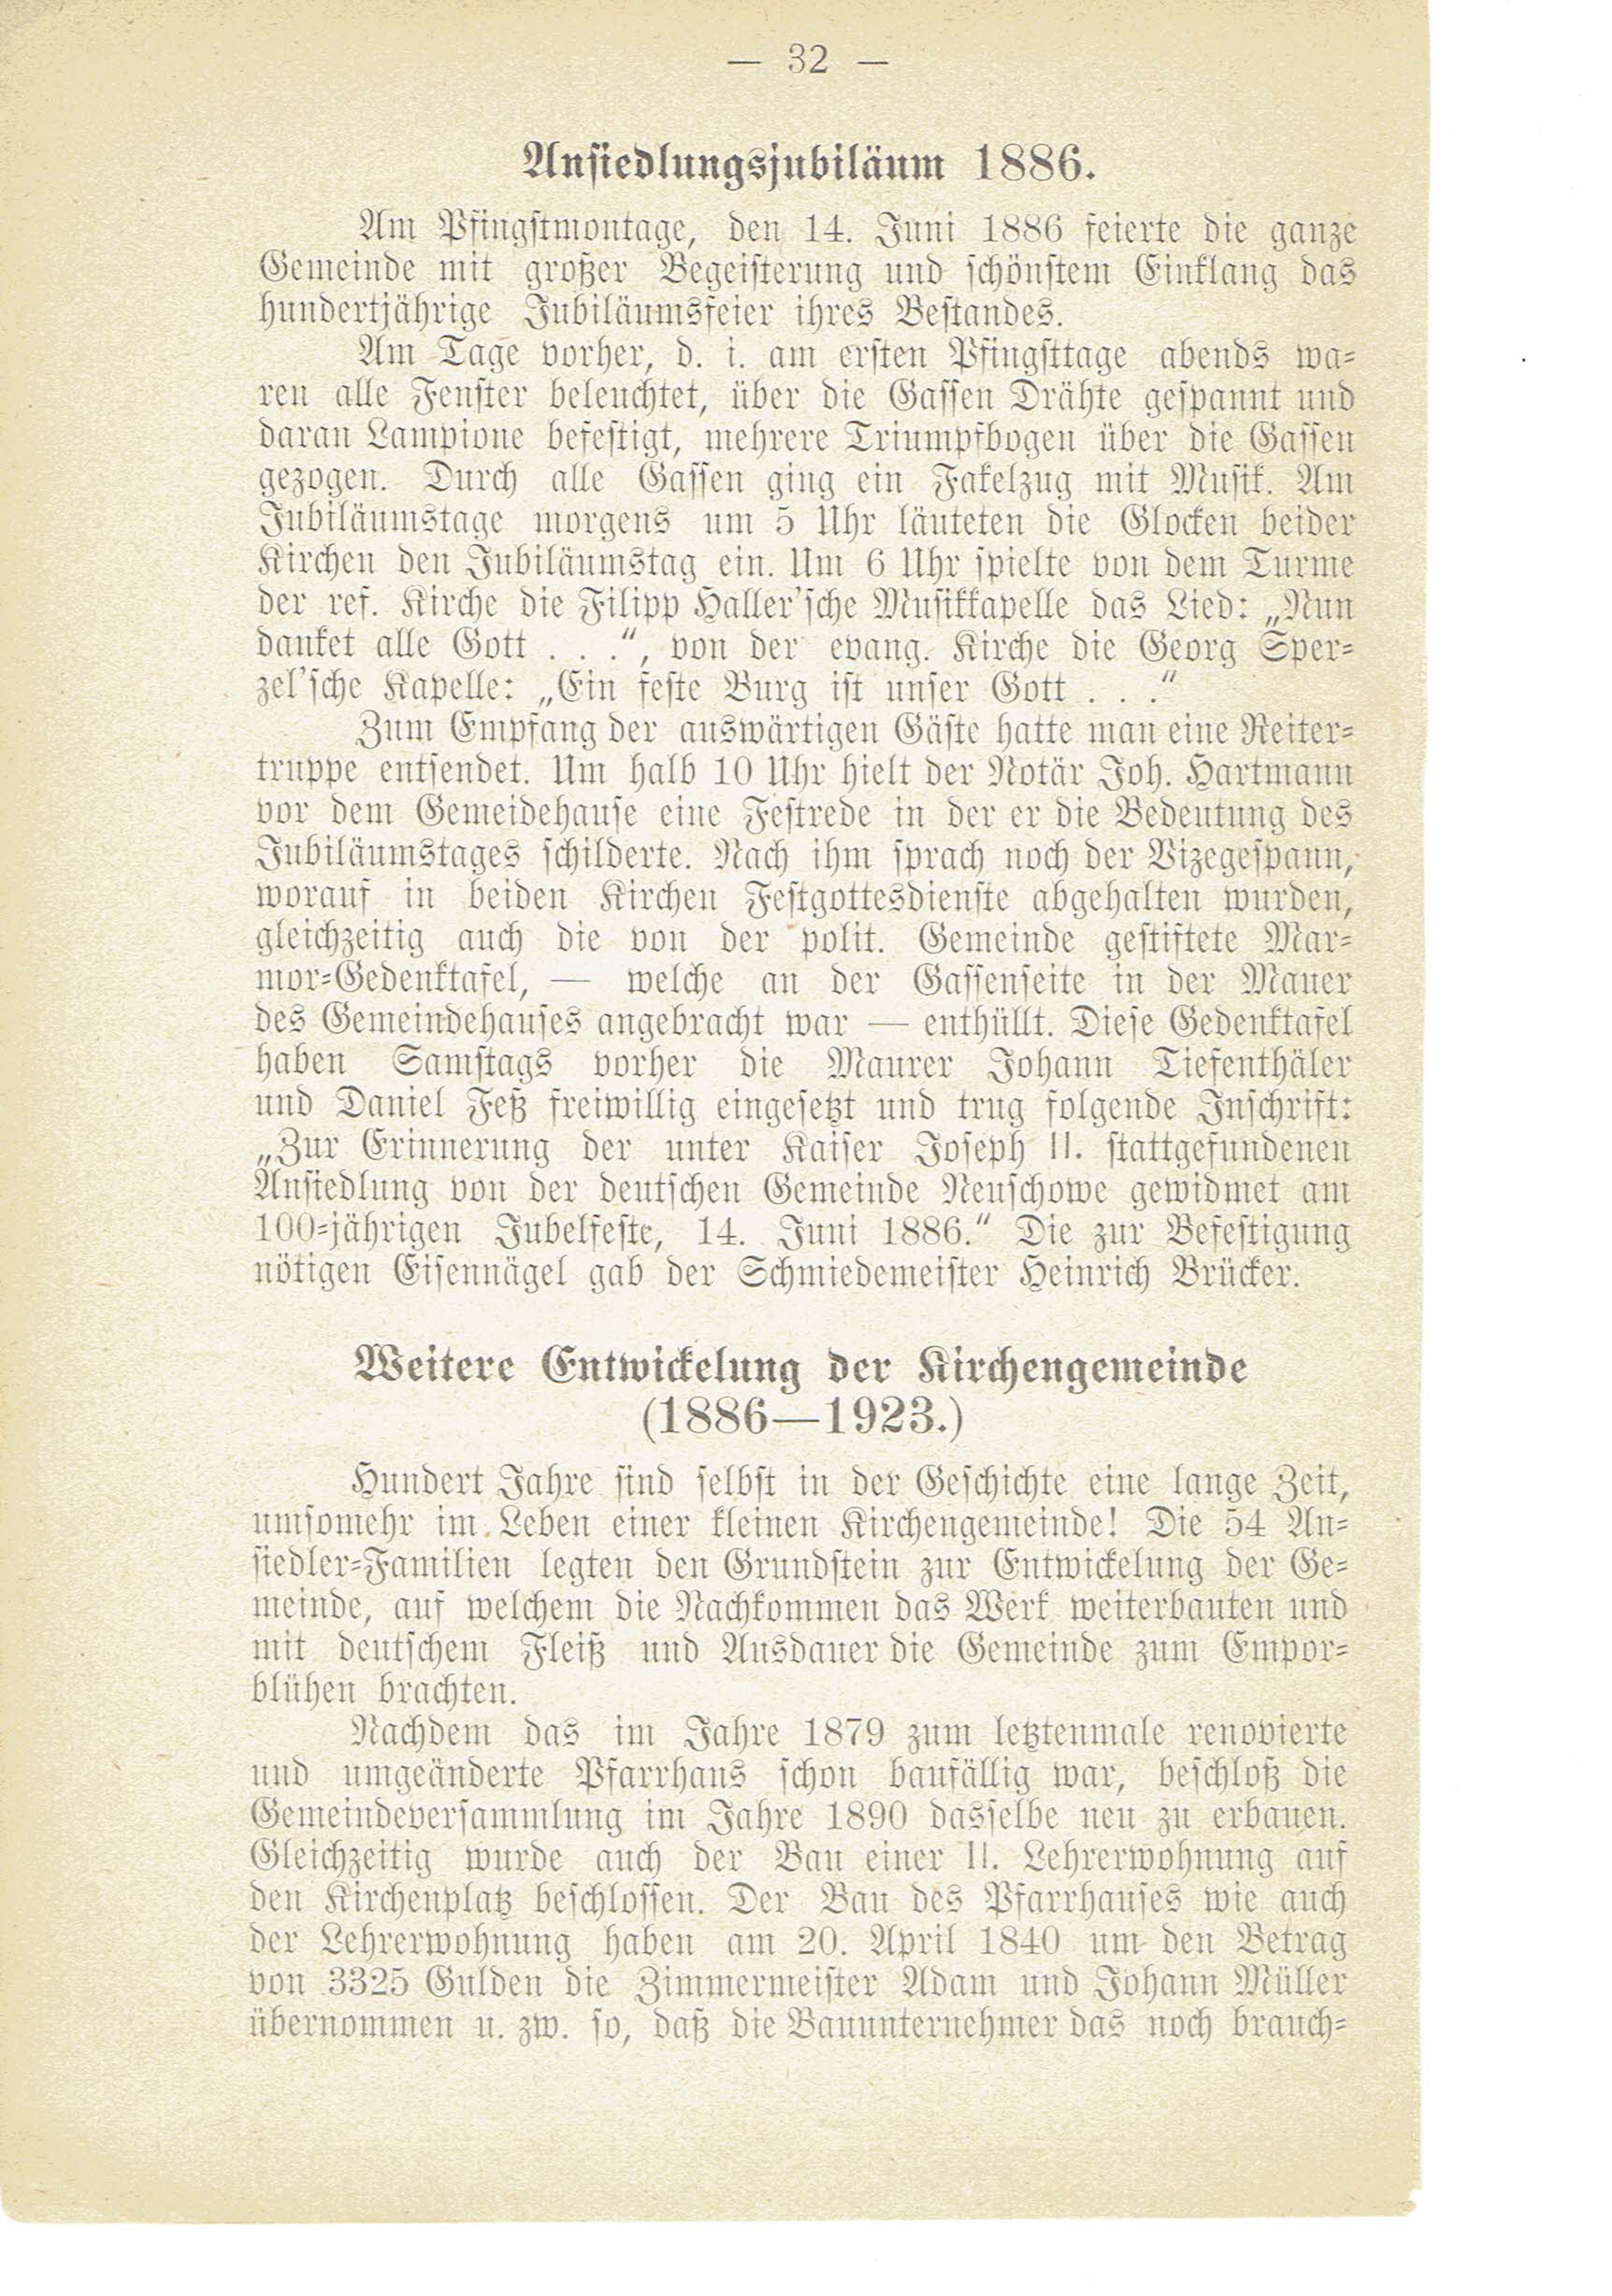 — 32 —
Ansiedlungsjubiläum 1886.
Am Pfingstmontage, den 14. Juni 1886 feierte die ganze
Gemeinde mit großer Begeisterung und schönstem Einklang das
hundertjährige Jubiläumsfeier ihres Bestandes.
Am Tage vorher, d. i. am ersten Pfingsttage abends wa-
ren alle Fenster beleuchtet, über die Gassen Drähte gespannt und
daran Lampione befestigt, mehrere Triumpfbogen über die Gassen
gezogen. Durch alle Gassen ging ein Fakelzug mit Musik. Am
Jubiläumstage morgens um 5 Uhr läuteten die Glocken beider
Kirchen den Jubiläumstag ein. Um 6 Uhr spielte von dem Turme
der ref. Kirche die Filipp Haller'sche Musikkapelle das Lied: „Nun
danket alle Gott . . .“, von der evang. Kirche die Georg Sper-
zel'sche Kapelle: „Ein feste Burg ist unser Gott . . .“
Zum Empfang der auswärtigen Gäste hatte man eine Reiter-
truppe entsendet. Um halb 10 Uhr hielt der Notär Joh. Hartmann
vor dem Gemeidehause eine Festrede in der er die Bedeutung des
Jubiläumstages schilderte. Nach ihm sprach noch der Vizegespann,
worauf in beiden Kirchen Festgottesdienste abgehalten wurden,
gleichzeitig auch die von der polit. Gemeinde gestiftete Mar-
mor-Gedenktafel, — welche an der Gassenseite in der Mauer
des Gemeindehauses angebracht war — enthüllt. Diese Gedenktafel
haben Samstags vorher die Maurer Johann Tiefenthäler
und Daniel Feß freiwillig eingesetzt und trug folgende Inschrift:
„Zur Erinnerung der unter Kaiser Joseph II. stattgefundenen
Ansiedlung von der deutschen Gemeinde Neuschowe gewidmet am
100-jährigen Jubelfeste, 14. Juni 1886.“ Die zur Befestigung
nötigen Eisennägel gab der Schmiedemeister Heinrich Brücker.
Weitere Entwickelung der Kirchengemeinde
(1886—1923.)
Hundert Jahre sind selbst in der Geschichte eine lange Zeit,
umsomehr im Leben einer kleinen Kirchengemeinde! Die 54 An-
siedler-Familien legten den Grundstein zur Entwickelung der Ge-
meinde, auf welchem die Nachkommen das Werk weiterbauten und
mit deutschem Fleiß und Ausdauer die Gemeinde zum Empor-
blühen brachten.
Nachdem das im Jahre 1879 zum letztenmale renovierte
und umgeänderte Pfarrhaus schon baufällig war, beschloß die
Gemeindeversammlung im Jahre 1890 dasselbe neu zu erbauen.
Gleichzeitig wurde auch der Bau einer II. Lehrerwohnung auf
den Kirchenplatz beschlossen. Der Bau des Pfarrhauses wie auch
der Lehrerwohnung haben am 20. April 1840 um den Betrag
von 3325 Gulden die Zimmermeister Adam und Johann Müller
übernommen u. zw. so, daß die Bauunternehmer das noch brauch-